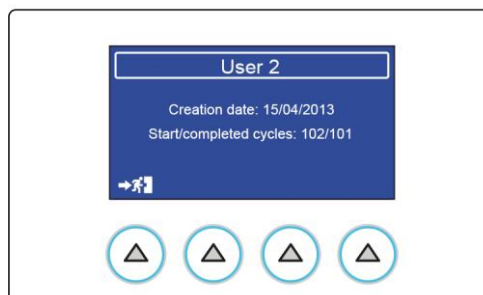 User 2
Creation date: 15/04/2013
Start/completed cycles: 102/101